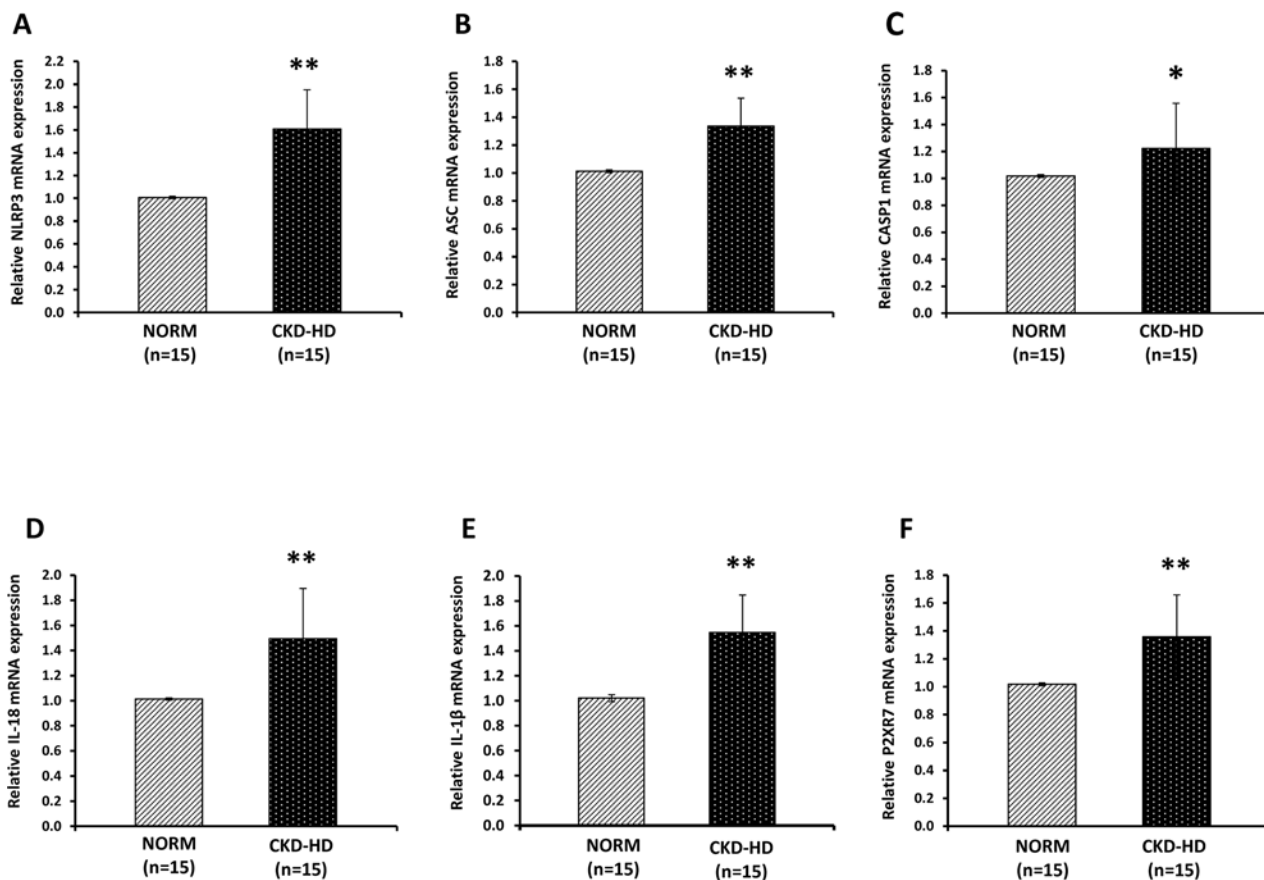 A
Relative NLRP3 mRNA expression
2.2
2.0
1.8
1.6
1.4
1.2
1.0
0.8
0.6
0.4
0.2
0.0
**
NORM
(n=15)
CKD-HD
(n=15)
B
Relative ASC mRNA expression
1.8
1.6
1.4
1.2
1.0
0.8
0.6
0.4
0.2
0.0
**
NORM
(n=15)
CKD-HD
(n=15)
C
Relative CASP1 mRNA expression
1.8
1.6
1.4
1.2
1.0
0.8
0.6
0.4
0.2
0.0
*
NORM
(n=15)
CKD-HD
(n=15)
D
Relative IL-18 mRNA expression
2.0
1.8
1.6
1.4
1.2
1.0
0.8
0.6
0.4
0.2
0.0
**
NORM
(n=15)
CKD-HD
(n=15)
E
Relative IL-1β mRNA expression
2.0
1.8
1.6
1.4
1.2
1.0
0.8
0.6
0.4
0.2
0.0
**
NORM
(n=15)
CKD-HD
(n=15)
F
Relative P2XR7 mRNA expression
1.8
1.6
1.4
1.2
1.0
0.8
0.6
0.4
0.2
0.0
**
NORM
(n=15)
CKD-HD
(n=15)